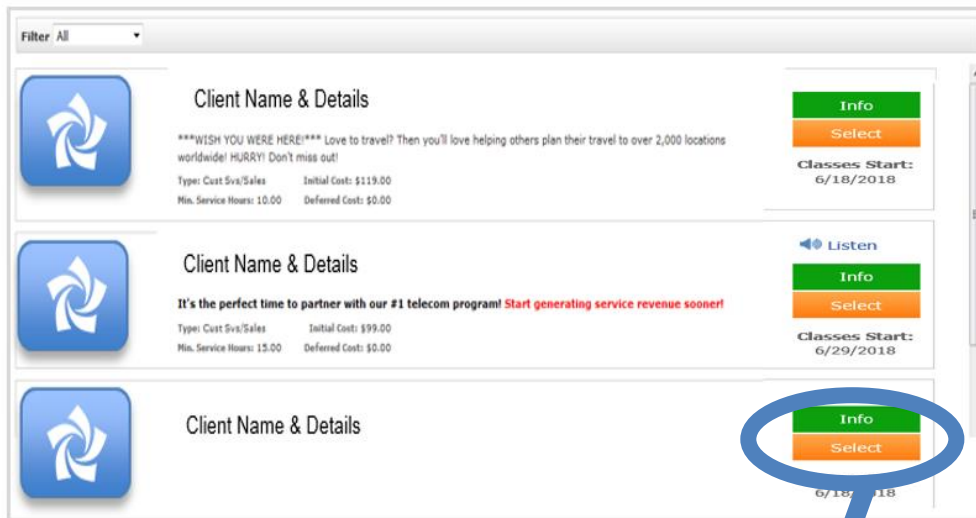 Filter All
Client Name & Details
***WISH YOU WERE HERE!*** Love to travel? Then you'll love helping others plan their travel to over 2,000 locations
worldwide! HURRY! Don't miss out!
Type: Cust Svs/Sales Initial Cost: $119.00
Min. Service Hours: 10.00 Deferred Cost: $0.00
Info
Select
Classes Start:
6/18/2018
Client Name & Details
It's the perfect time to partner with our #1 telecom program! Start generating service revenue sooner!
Type: Cust Svs/Sales Initial Cost: $99.00
Min. Service Hours: 15.00 Deferred Cost: $0.00
Listen
Info
Select
Classes Start:
6/29/2018
Client Name & Details
Info
Select